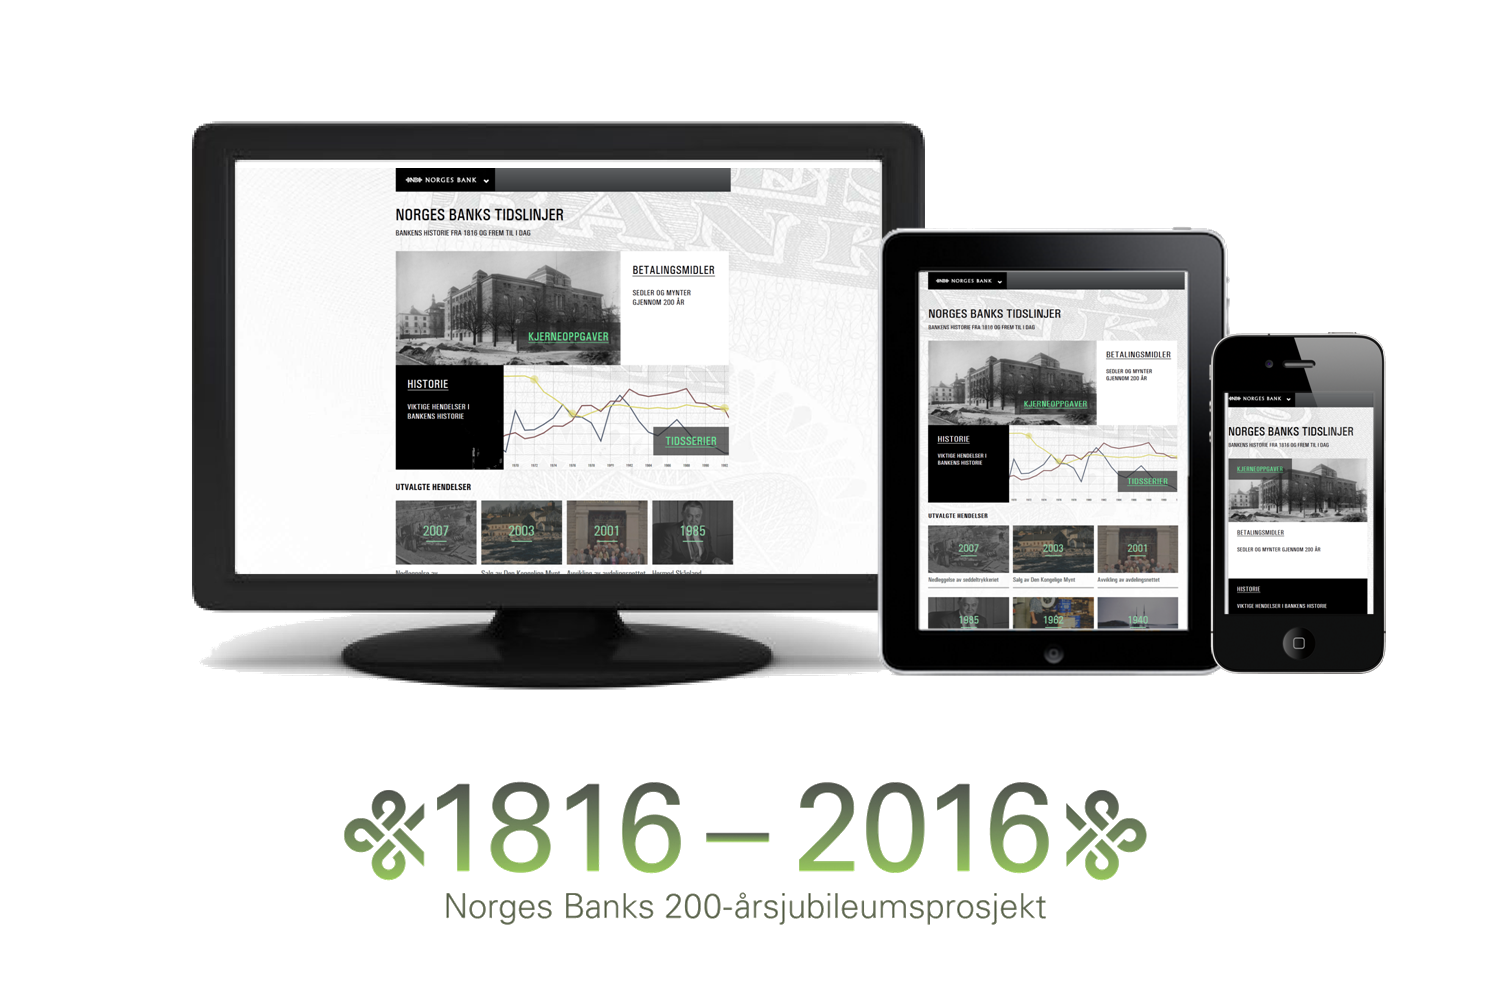 NORGES BANK
NORGES BANKS TIDSLINJER
BANKENS HISTORIE FRA 1816 OG FREM TIL I DAG
KJERNEOPPGAVER
BETALINGSMIDLER
SEDLER OG MYNTER
GJENNOM 200 ÅR
HISTORIE
VIKTIGE HENDELSER I
BANKENS HISTORIE
TIDSSERIER
UTVALGTE HENDELSER
2007
2003
2001
1985
NORGES BANK
NORGES BANKS TIDSLINJER
BANKENS HISTORIE FRA 1816 OG FREM TIL I DAG
KJERNEOPPGAVER
BETALINGSMIDLER
SEDLER OG MYNTER
GJENNOM 200 ÅR
HISTORIE
VIKTIGE HENDELSER I
BANKENS HISTORIE
TIDSSERIER
UTVALGTE HENDELSER
2007
2003
2001
Nedleggelse av seddeltrykkeriet
Salg av Den Kongelige Mynt
Avvikling av avdelingsnettet
1985
1962
1940
NORGES BANK
NORGES BANKS TIDSLINJER
BANKENS HISTORIE FRA 1816 OG FREM TIL I DAG
KJERNEOPPGAVER
BETALINGSMIDLER
SEDLER OG MYNTER GJENNOM 200 ÅR
HISTORIE
VIKTIGE HENDELSER I BANKENS HISTORIE
1816 – 2016
Norges Banks 200-årsjubileumsprosjekt